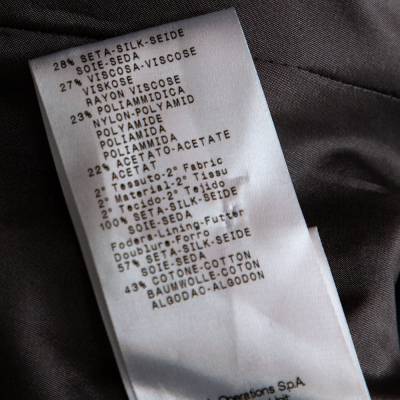 28% SETA-SILK-SEIDE
SOIE-SEDA
27% VISCOSA-VISCOSE
VISKOSE
RAYON VISCOSE
23% POLIAMMIDICA
NYLON-POLYAMID
POLYAMIDE
POLIAMIDA
POLIAMMIDA
22% ACETATO-ACETATE
ACETAT
2° Tessuto-2° Fabric
2° Material-2° Tissu
2° Tecido-2° Tejido
100% SETA-SILK-SEIDE
SOIE-SEDA
Fodera-Lining-Futter
Doublure-Forro
57% SETA-SILK-SEIDE
SOIE-SEDA
43% COTONE-COTTON
BAUMWOLLE-COTON
ALGODAO-ALGODON
Operations S.p.A.